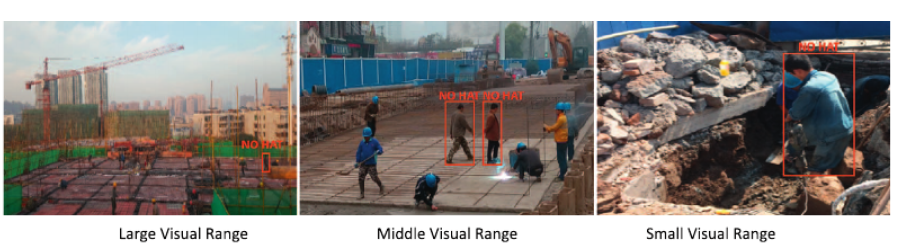 NO HAT
NO HAT NO HAT
NO HAT
Large Visual Range
Middle Visual Range
Small Visual Range